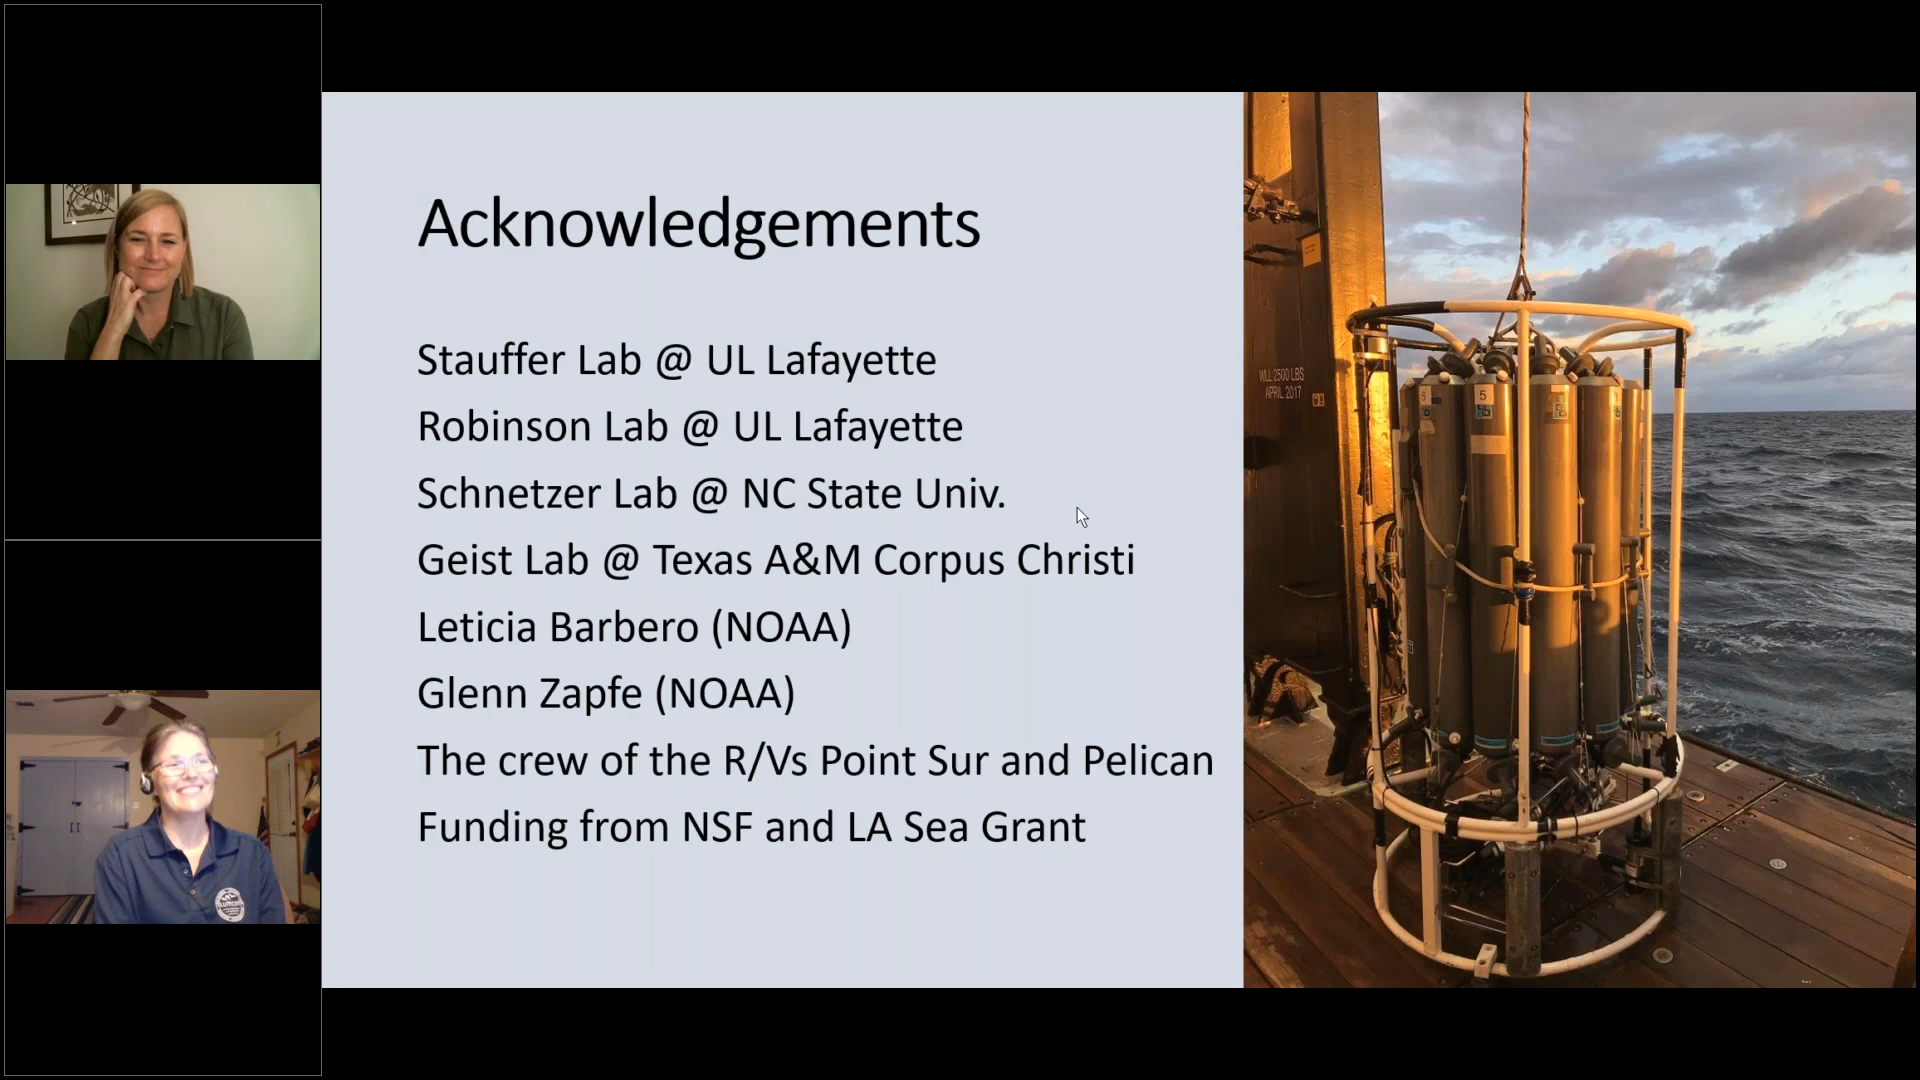 Acknowledgements
Stauffer Lab @ UL Lafayette
Robinson Lab @ UL Lafayette
Schnetzer Lab @ NC State Univ.
Geist Lab @ Texas A&M Corpus Christi
Leticia Barbero (NOAA)
Glenn Zapfe (NOAA)
The crew of the R/Vs Point Sur and Pelican
Funding from NSF and LA Sea Grant
WLL 2500 LBS
APRIL 2017
6
5